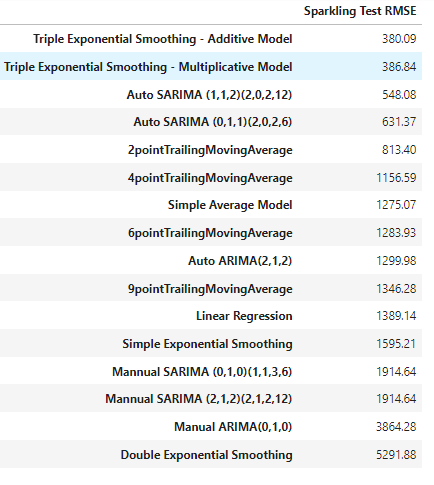 Sparkling Test RMSE
Triple Exponential Smoothing - Additive Model 380.09
Triple Exponential Smoothing - Multiplicative Model 386.84
Auto SARIMA (1,1,2)(2,0,2,12) 548.08
Auto SARIMA (0,1,1)(2,0,2,6) 631.37
2pointTrailingMovingAverage 813.40
4pointTrailingMovingAverage 1156.59
Simple Average Model 1275.07
6pointTrailingMovingAverage 1283.93
Auto ARIMA(2,1,2) 1299.98
9pointTrailingMovingAverage 1346.28
Linear Regression 1389.14
Simple Exponential Smoothing 1595.21
Mannual SARIMA (0,1,0)(1,1,3,6) 1914.64
Mannual SARIMA (2,1,2)(2,1,2,12) 1914.64
Manual ARIMA(0,1,0) 3864.28
Double Exponential Smoothing 5291.88